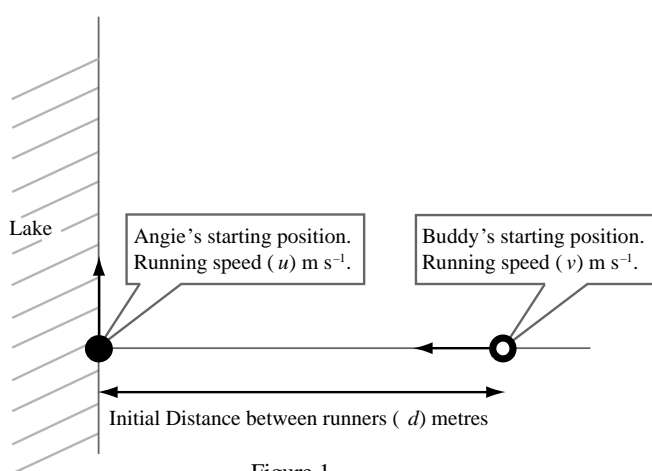 Lake
Angie’s starting position.
Running speed ( u) m s⁻¹.
Buddy’s starting position.
Running speed ( v) m s⁻¹.
Initial Distance between runners ( d) metres
Figure 1